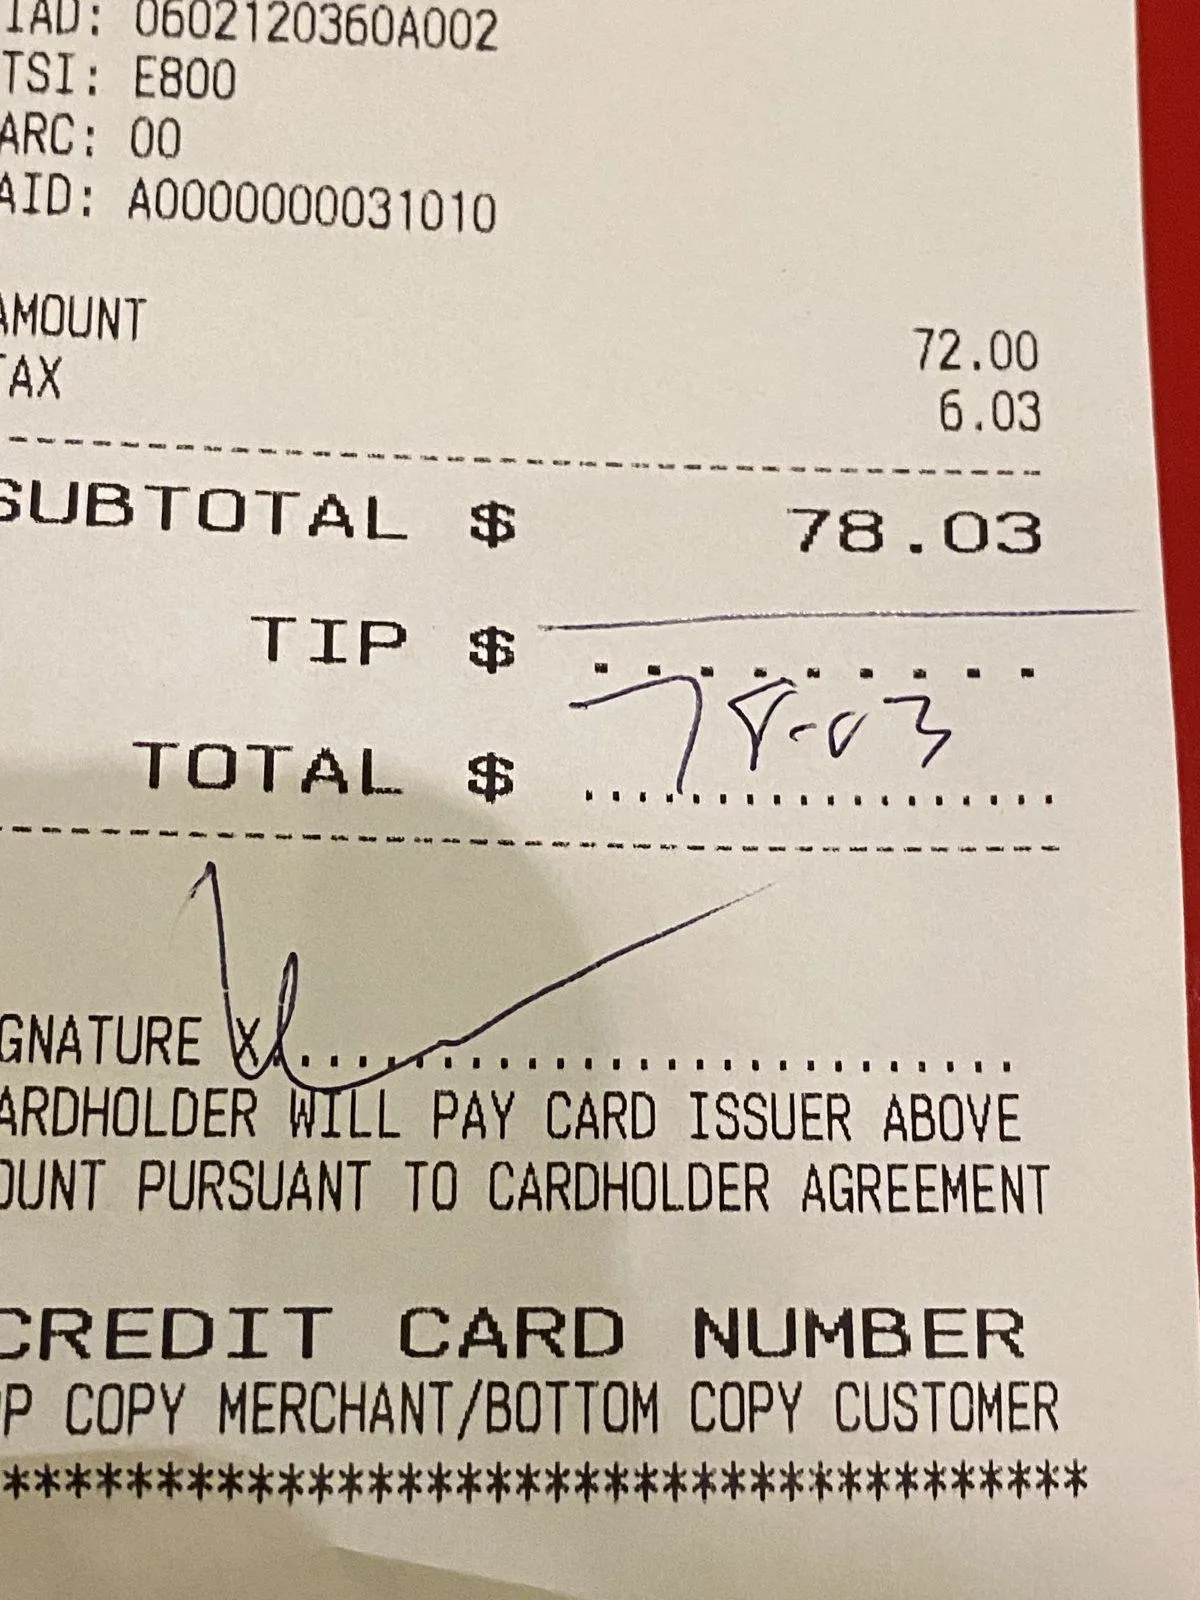 IAD: 0602120360A002
TSI: E800
ARC: 00
AID: A0000000031010
AMOUNT 72.00
TAX 6.03
SUBTOTAL $ 78.03
TIP $ .........
TOTAL $ 78.03
IGNATURE X
ARDHOLDER WILL PAY CARD ISSUER ABOVE
OUNT PURSUANT TO CARDHOLDER AGREEMENT
CREDIT CARD NUMBER
OP COPY MERCHANT/BOTTOM COPY CUSTOMER
************************************